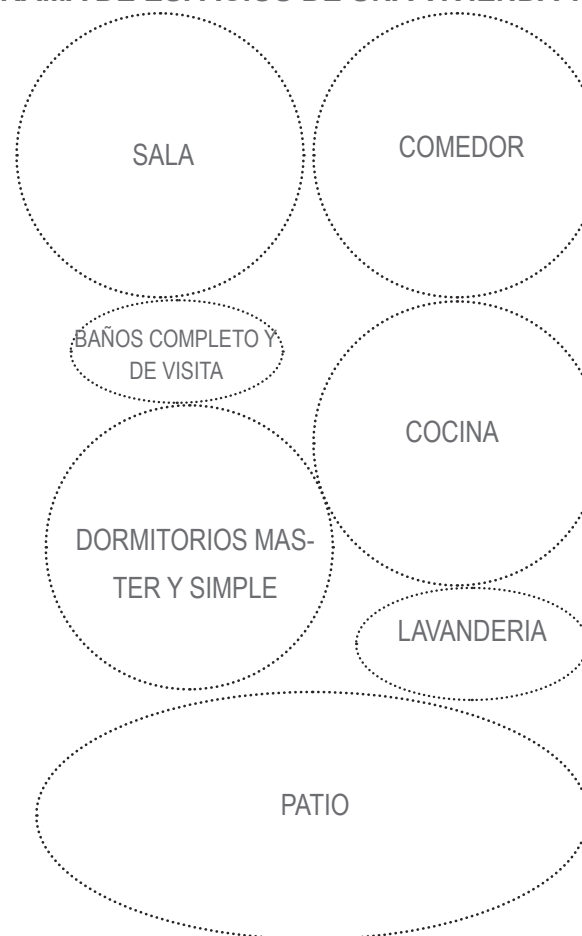 SALA
COMEDOR
BAÑOS COMPLETO Y
DE VISITA
COCINA
DORMITORIOS MAS-
TER Y SIMPLE
LAVANDERIA
PATIO